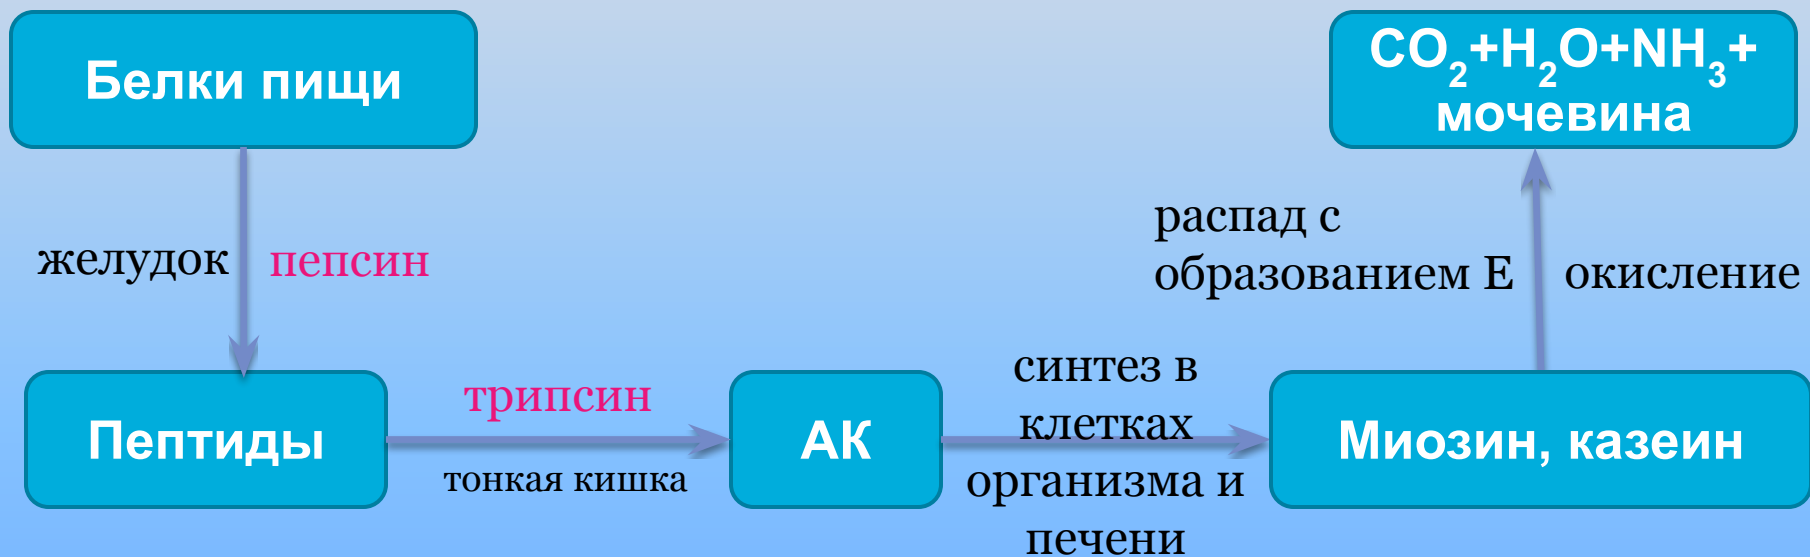 Белки пищи
CO₂+H₂O+NH₃+
мочевина
желудок
пепсин
распад с
образованием Е
окисление
Пептиды
трипсин
тонкая кишка
АК
синтез в
клетках
организма и
печени
Миозин, казеин